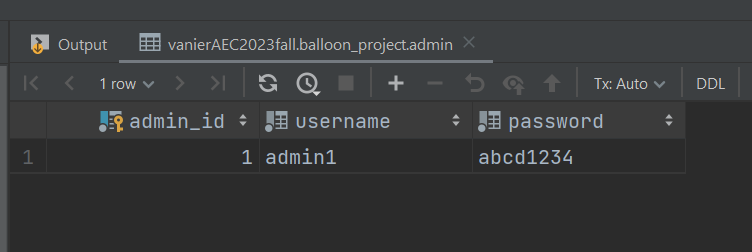 Output vanierAEC2023fall.balloon_project.admin
1 row Tx: Auto DDL
admin_id username password
1 1 admin1 abcd1234